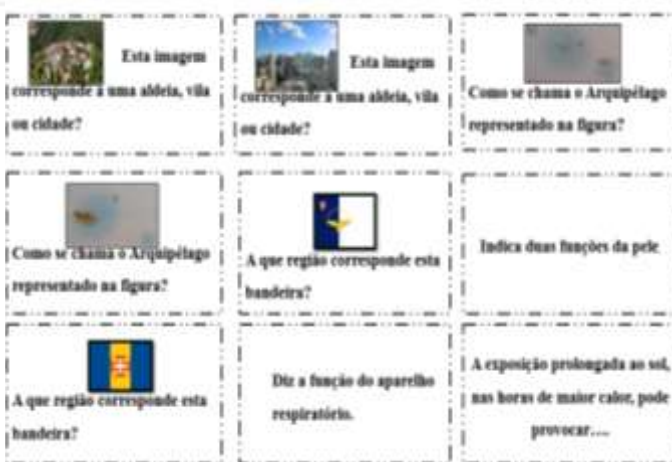 Esta imagem
corresponde a uma aldeia, vila
ou cidade?
Esta imagem
corresponde a uma aldeia, vila
ou cidade?
Como se chama o Arquipélago
representado na figura?
Como se chama o Arquipélago
representado na figura?
A que região corresponde esta
bandeira?
Indica duas funções da pele
A que região corresponde esta
bandeira?
Diz a função do aparelho
respiratório.
A exposição prolongada ao sol,
nas horas de maior calor, pode
provocar….